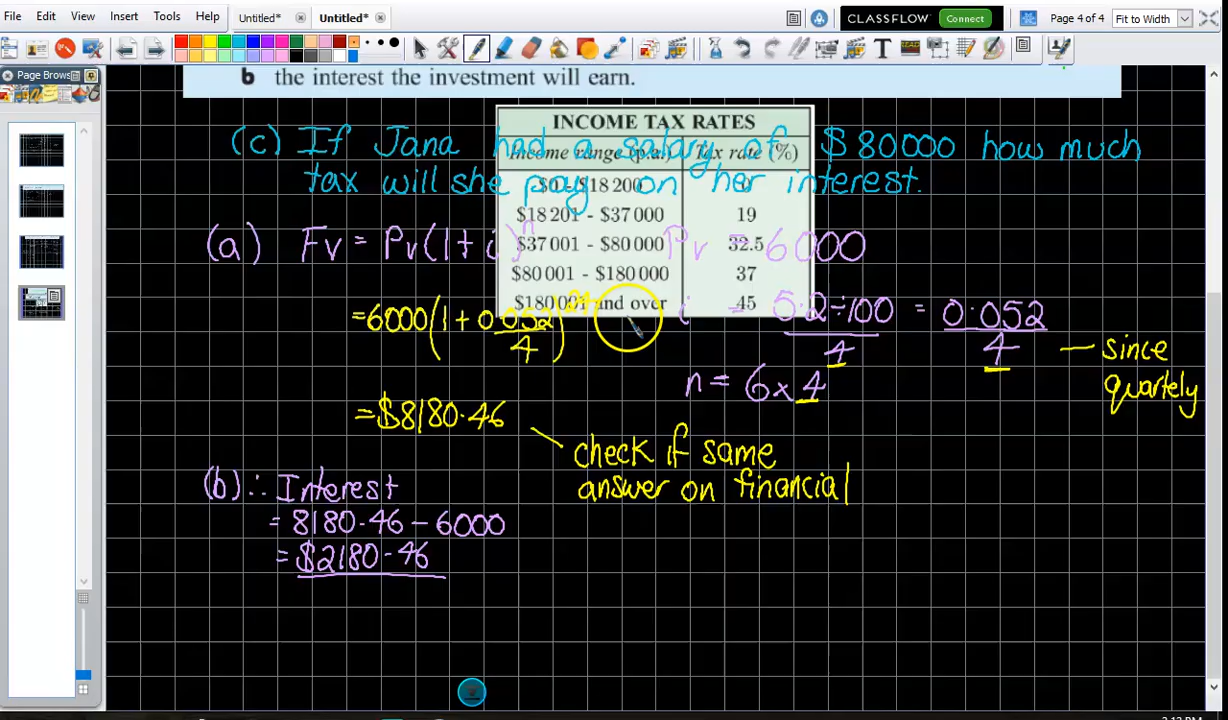 File Edit View Insert Tools Help
Untitled* Untitled*
CLASSFLOW Connect
Page 4 of 4 Fit to Width
Page Brows
b the interest the investment will earn.
INCOME TAX RATES
(c) If Jana had a salary of $80000 how much
Income range (p.a.) Tax rate (%)
tax will she pay on her interest.
$0 - $18 200
$18 201 - $37 000 19
$37 001 - $80 000 32.5
$80 001 - $180 000 37
$180 001 and over 45
(a) Fv = Pv(1+i)^n Pv = 6000
=6000(1+0.052/4)^24 i = 5.2÷100/4 = 0.052/4 — since
quartely
n = 6x4
=$8180.46
check if same
answer on financial
(b) ∴ Interest
= 8180.46 – 6000
= $2180.46